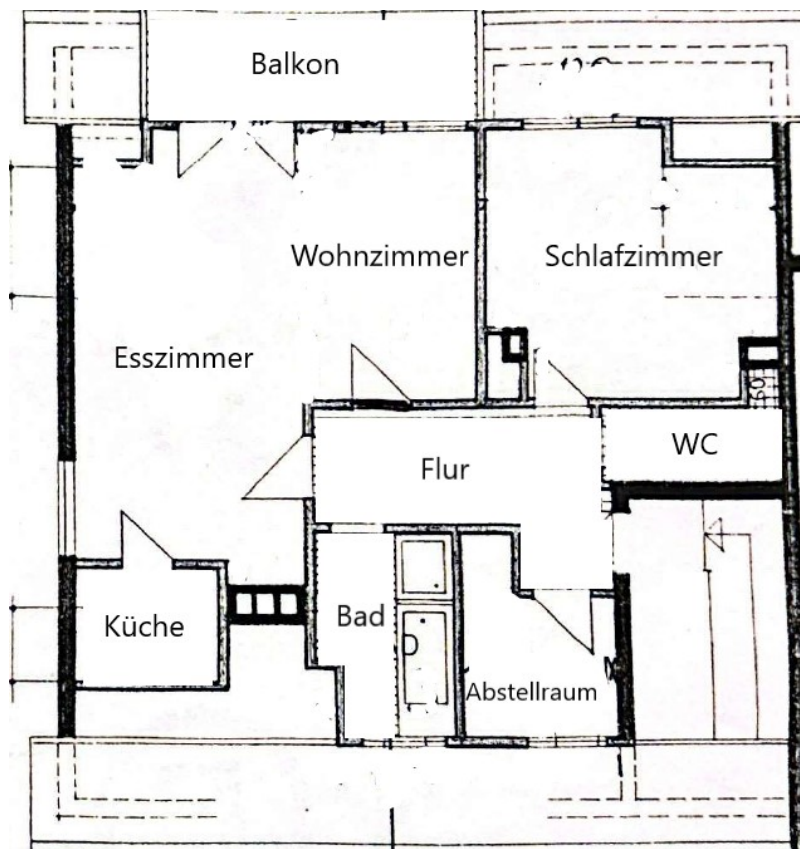 Balkon
Wohnzimmer
Schlafzimmer
Esszimmer
Flur
WC
Küche
Bad
Abstellraum